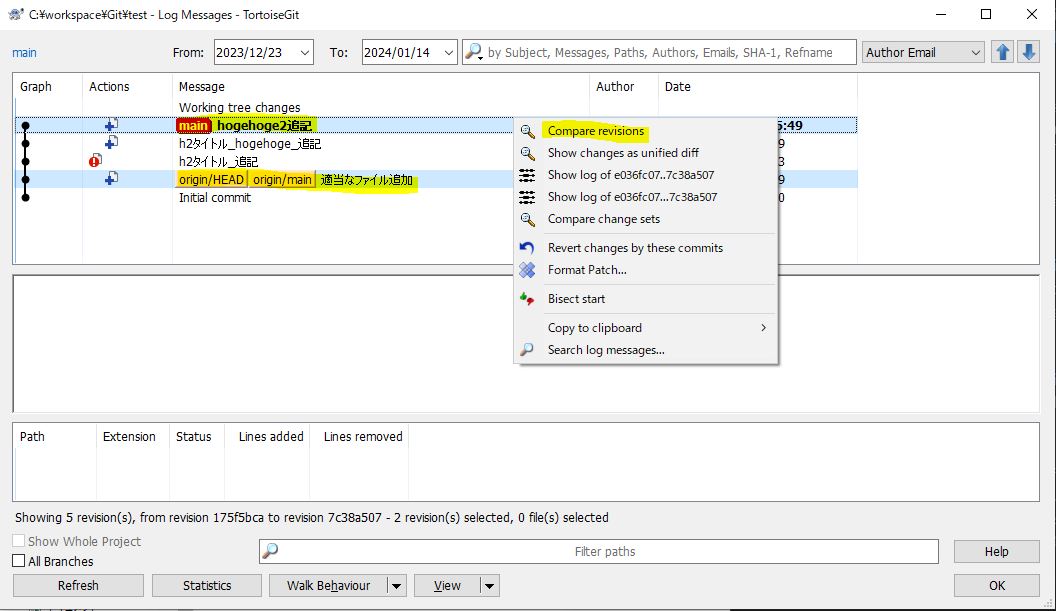 C:¥workspace¥Git¥test - Log Messages - TortoiseGit
main From: 2023/12/23 To: 2024/01/14 by Subject, Messages, Paths, Authors, Emails, SHA-1, Refname Author Email
Graph Actions Message Author Date
Working tree changes
main hogehoge2追記 5:49
h2タイトル_hogehoge_追記 9
h2タイトル_追記 3
origin/HEAD origin/main 適当なファイル追加 9
Initial commit 0
Compare revisions
Show changes as unified diff
Show log of e036fc07..7c38a507
Show log of e036fc07...7c38a507
Compare change sets
Revert changes by these commits
Format Patch...
Bisect start
Copy to clipboard
Search log messages...
Path Extension Status Lines added Lines removed
Showing 5 revision(s), from revision 175f5bca to revision 7c38a507 - 2 revision(s) selected, 0 file(s) selected
Show Whole Project
All Branches
Filter paths
Help
Refresh Statistics Walk Behaviour View OK